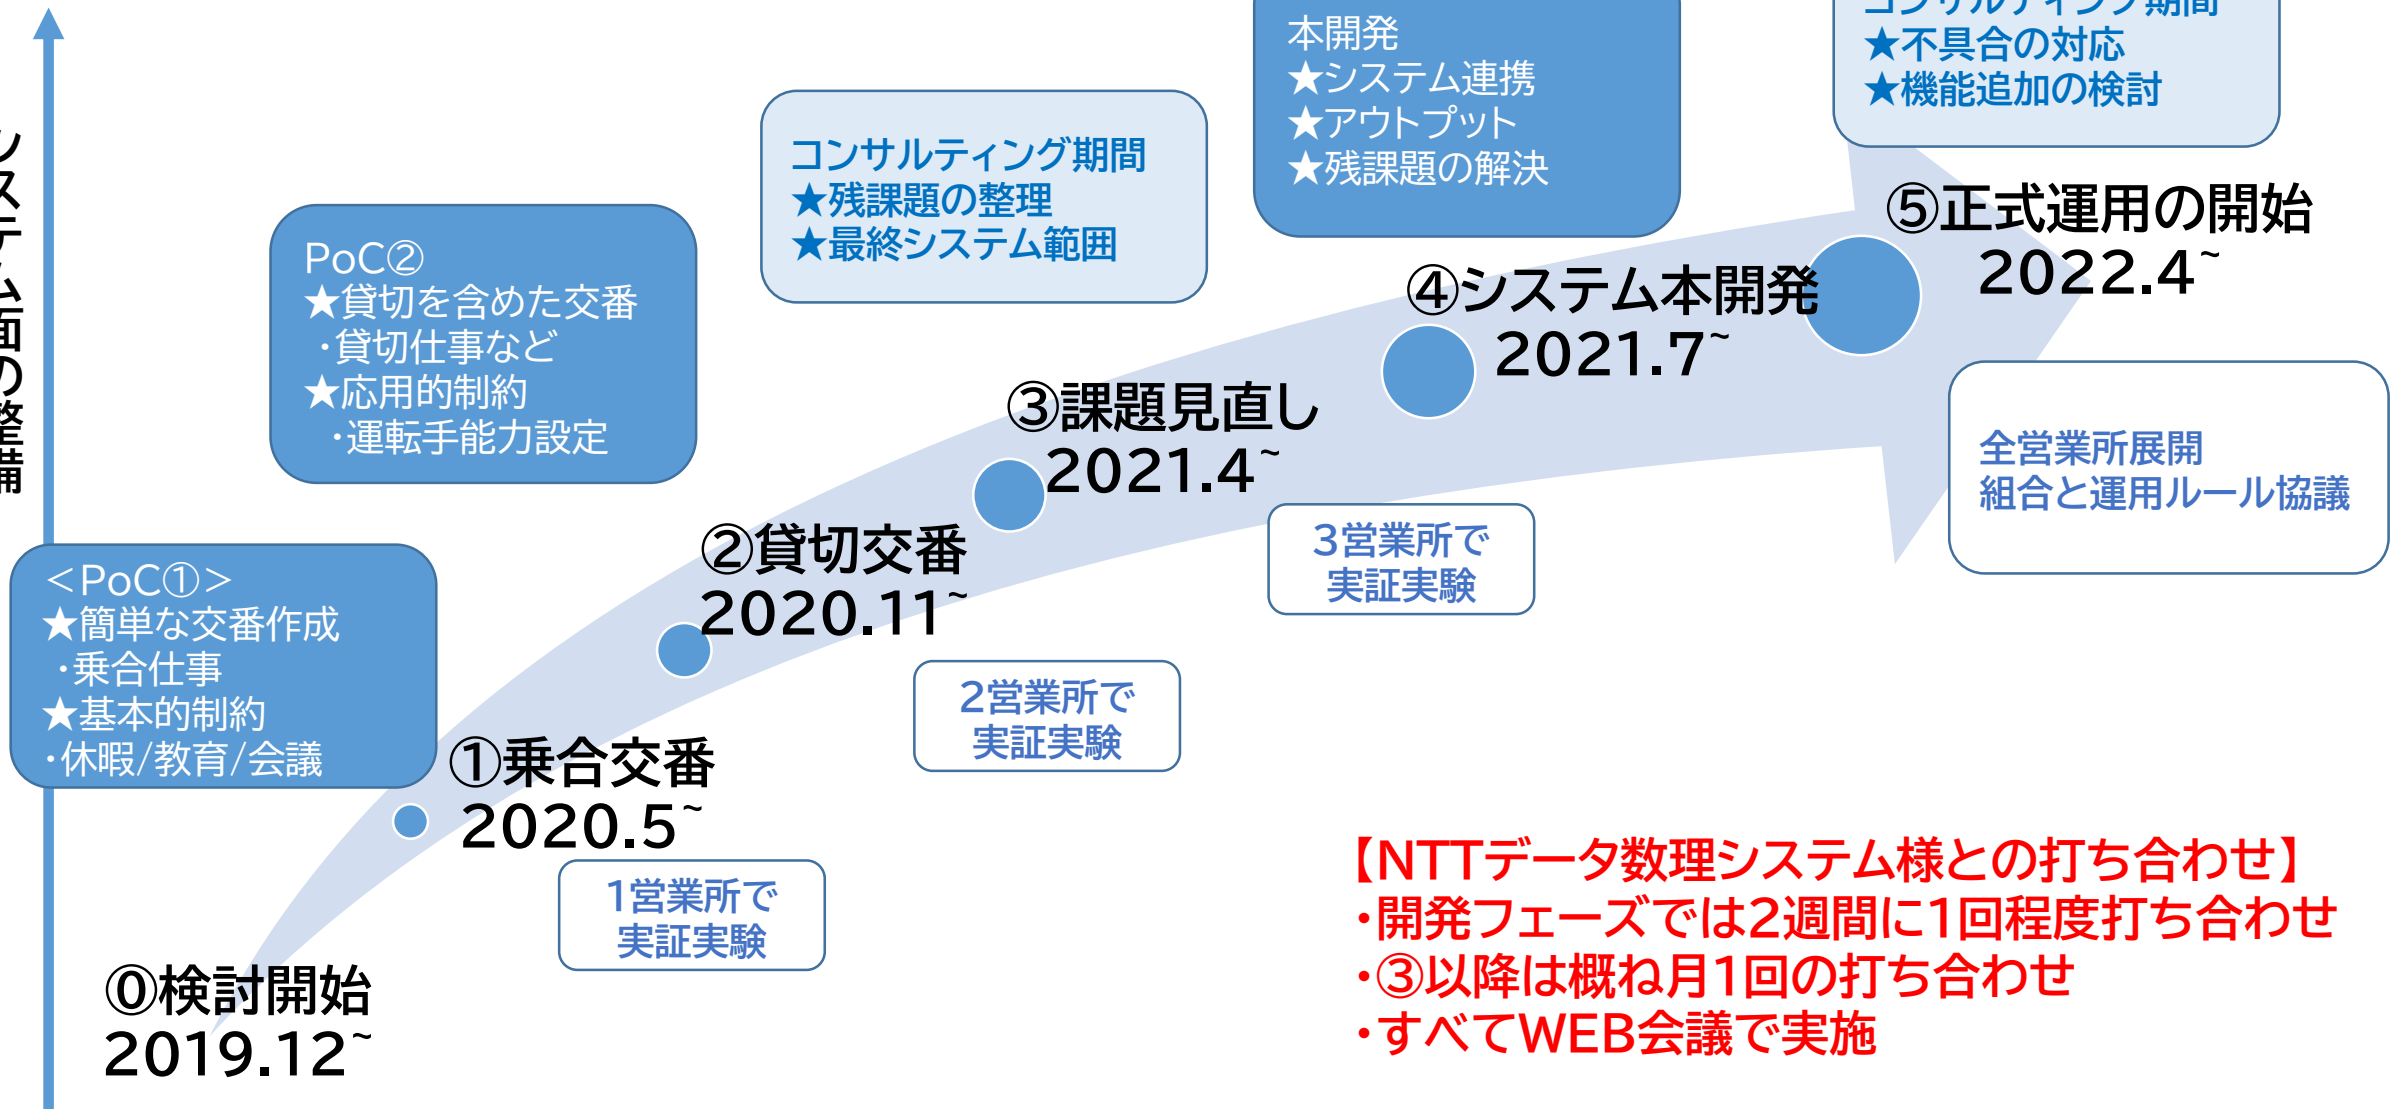 システム面の整備
本開発
★システム連携
★アウトプット
★残課題の解決
コンサルティング期間
★不具合の対応
★機能追加の検討
コンサルティング期間
★残課題の整理
★最終システム範囲
PoC②
★貸切を含めた交番
・貸切仕事など
★応用的制約
・運転手能力設定
<PoC①>
★簡単な交番作成
・乗合仕事
★基本的制約
・休暇/教育/会議
⑤正式運用の開始
2022.4~
④システム本開発
2021.7~
③課題見直し
2021.4~
②貸切交番
2020.11~
①乗合交番
2020.5~
⓪検討開始
2019.12~
全営業所展開
組合と運用ルール協議
3営業所で
実証実験
2営業所で
実証実験
1営業所で
実証実験
【NTTデータ数理システム様との打ち合わせ】
・開発フェーズでは2週間に1回程度打ち合わせ
・③以降は概ね月1回の打ち合わせ
・すべてWEB会議で実施